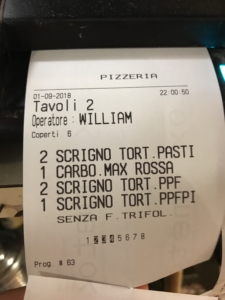 PIZZERIA
01-09-2018 22:00:50
Tavoli 2
Operatore : WILLIAM
Coperti 6
2 SCRIGNO TORT.PASTI
1 CARBO.MAX ROSSA
2 SCRIGNO TORT.PPF
1 SCRIGNO TORT.PPFPI
SENZA F.TRIFOL.
12345678
Prog. # 63